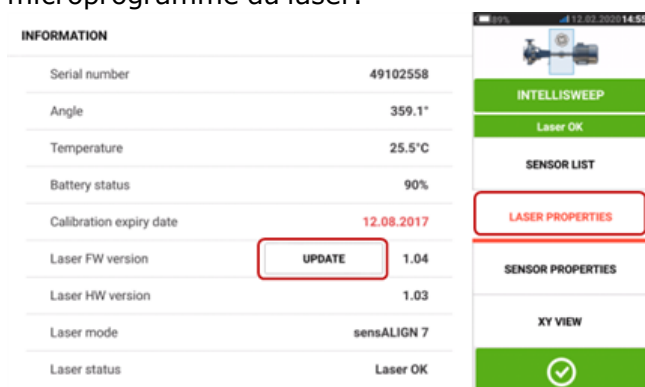 microprogramme du laser.
INFORMATION
Serial number 49102558
Angle 359.1°
Temperature 25.5°C
Battery status 90%
Calibration expiry date 12.08.2017
Laser FW version UPDATE 1.04
Laser HW version 1.03
Laser mode sensALIGN 7
Laser status Laser OK
89% 12.02.2020 14:55
INTELLISWEEP
Laser OK
SENSOR LIST
LASER PROPERTIES
SENSOR PROPERTIES
XY VIEW